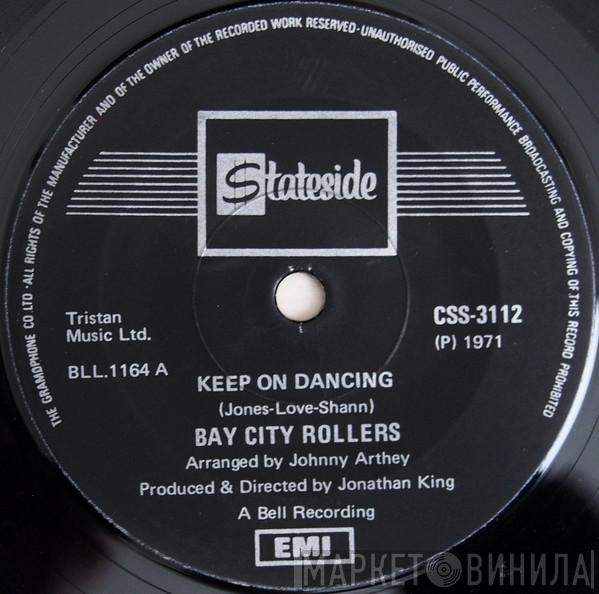 THE GRAMOPHONE CO LTD · ALL RIGHTS OF THE MANUFACTURER AND OF THE OWNER OF THE RECORDED WORK RESERVED · UNAUTHORISED PUBLIC PERFORMANCE BROADCASTING AND COPYING OF THIS RECORD PROHIBITED
Stateside
Tristan
Music Ltd.
BLL.1164 A
CSS-3112
(P) 1971
KEEP ON DANCING
(Jones-Love-Shann)
BAY CITY ROLLERS
Arranged by Johnny Arthey
Produced & Directed by Jonathan King
A Bell Recording
EMI
МАРКЕТ ВИНИЛА